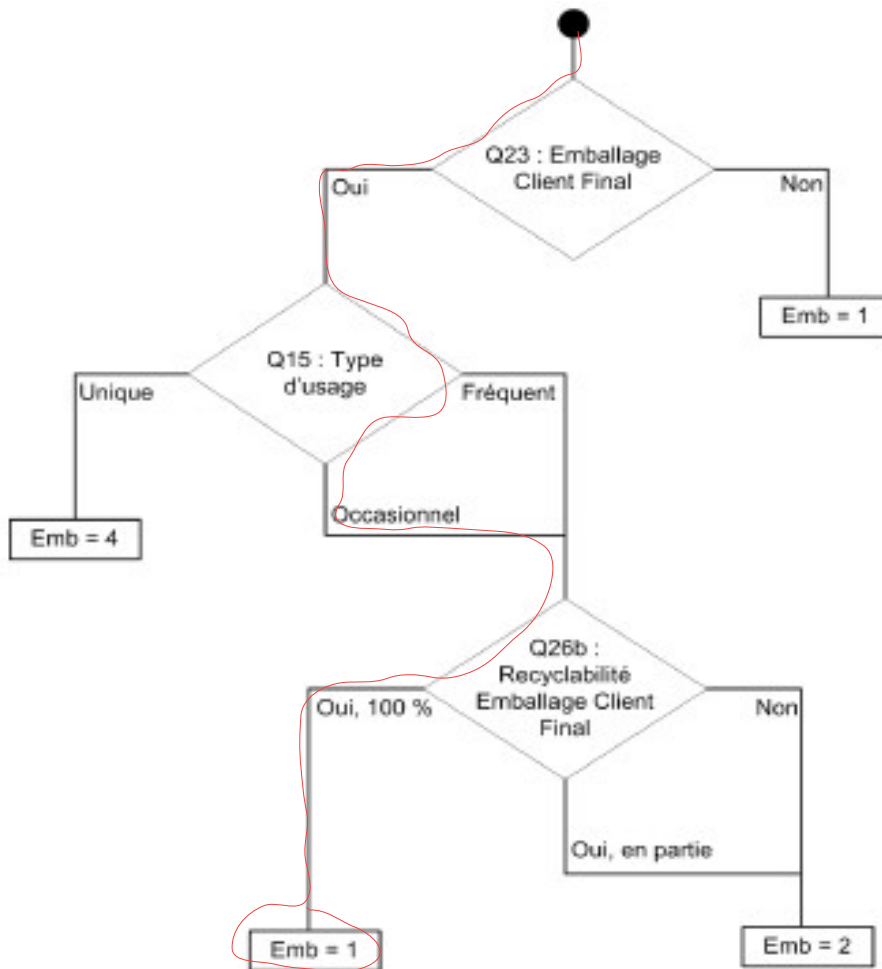 Q23 : Emballage
Client Final
Oui
Non
Emb = 1
Q15 : Type
d'usage
Unique
Fréquent
Emb = 4
Occasionnel
Q26b :
Recyclabilité
Emballage Client
Final
Oui, 100 %
Non
Oui, en partie
Emb = 1
Emb = 2